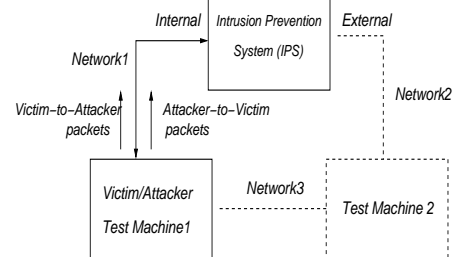 Internal
Intrusion Prevention
System (IPS)
External
Network1
Network2
Victim-to-Attacker
packets
Attacker-to-Victim
packets
Victim/Attacker
Test Machine1
Network3
Test Machine 2